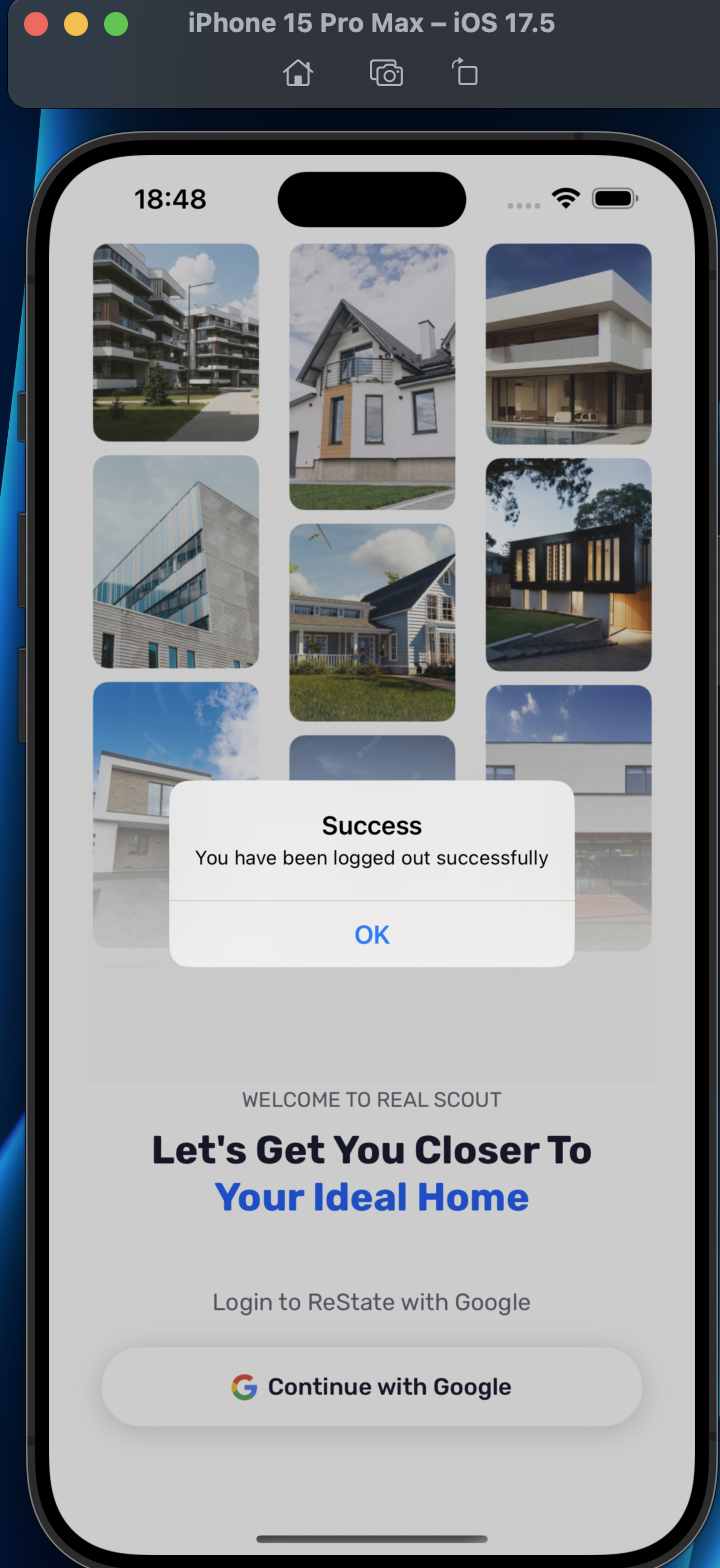 iPhone 15 Pro Max – iOS 17.5
18:48
Success
You have been logged out successfully
OK
WELCOME TO REAL SCOUT
Let's Get You Closer To
Your Ideal Home
Login to ReState with Google
Continue with Google